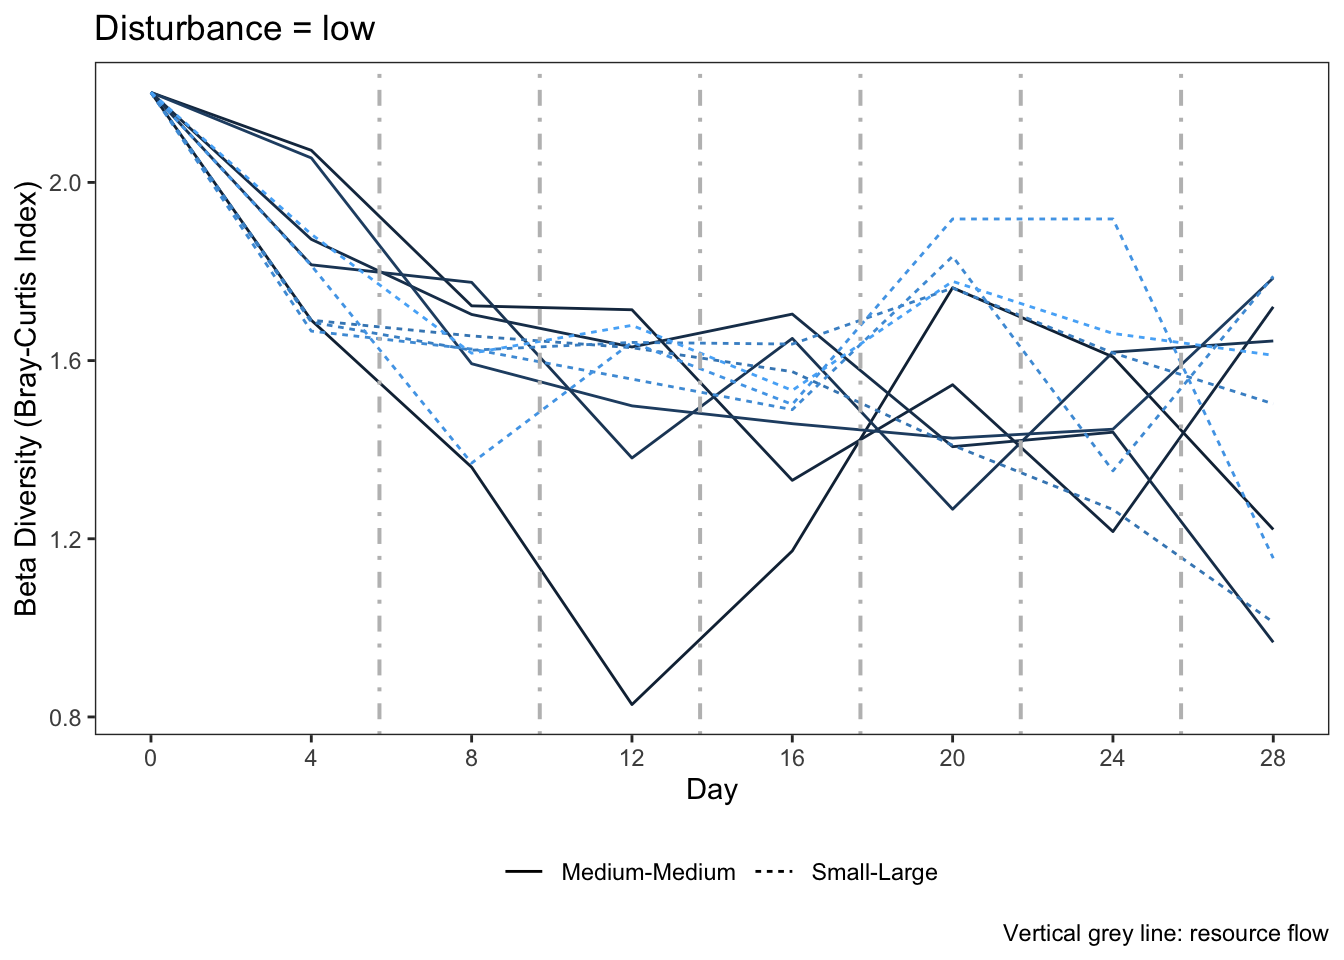 Disturbance = low
Beta Diversity (Bray-Curtis Index)
2.0
1.6
1.2
0.8
0 4 8 12 16 20 24 28
Day
Medium-Medium Small-Large
Vertical grey line: resource flow